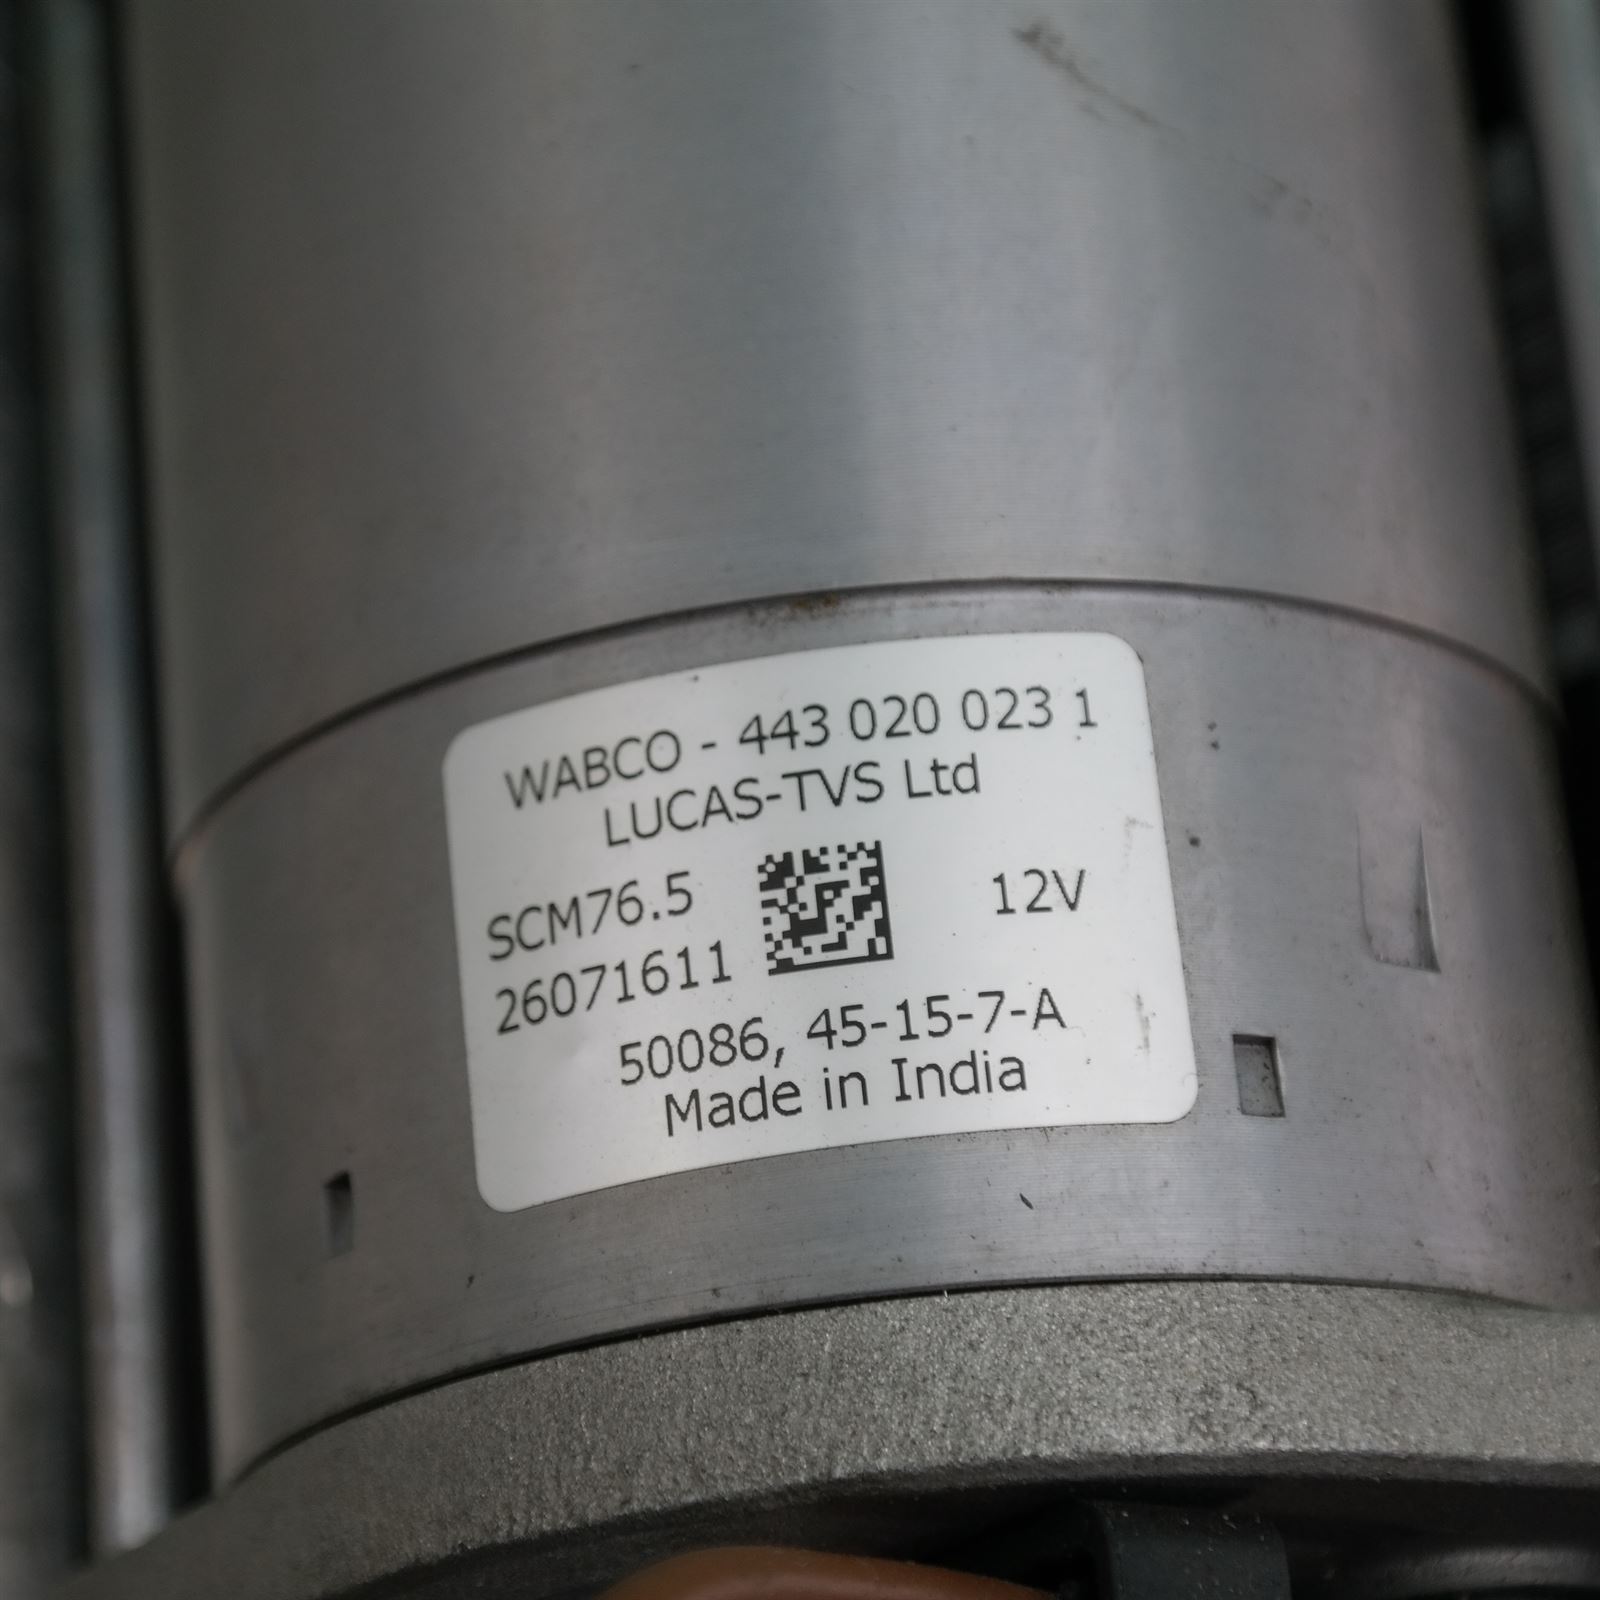 WABCO - 443 020 023 1
LUCAS-TVS Ltd
SCM76.5
12V
26071611
50086, 45-15-7-A
Made in India